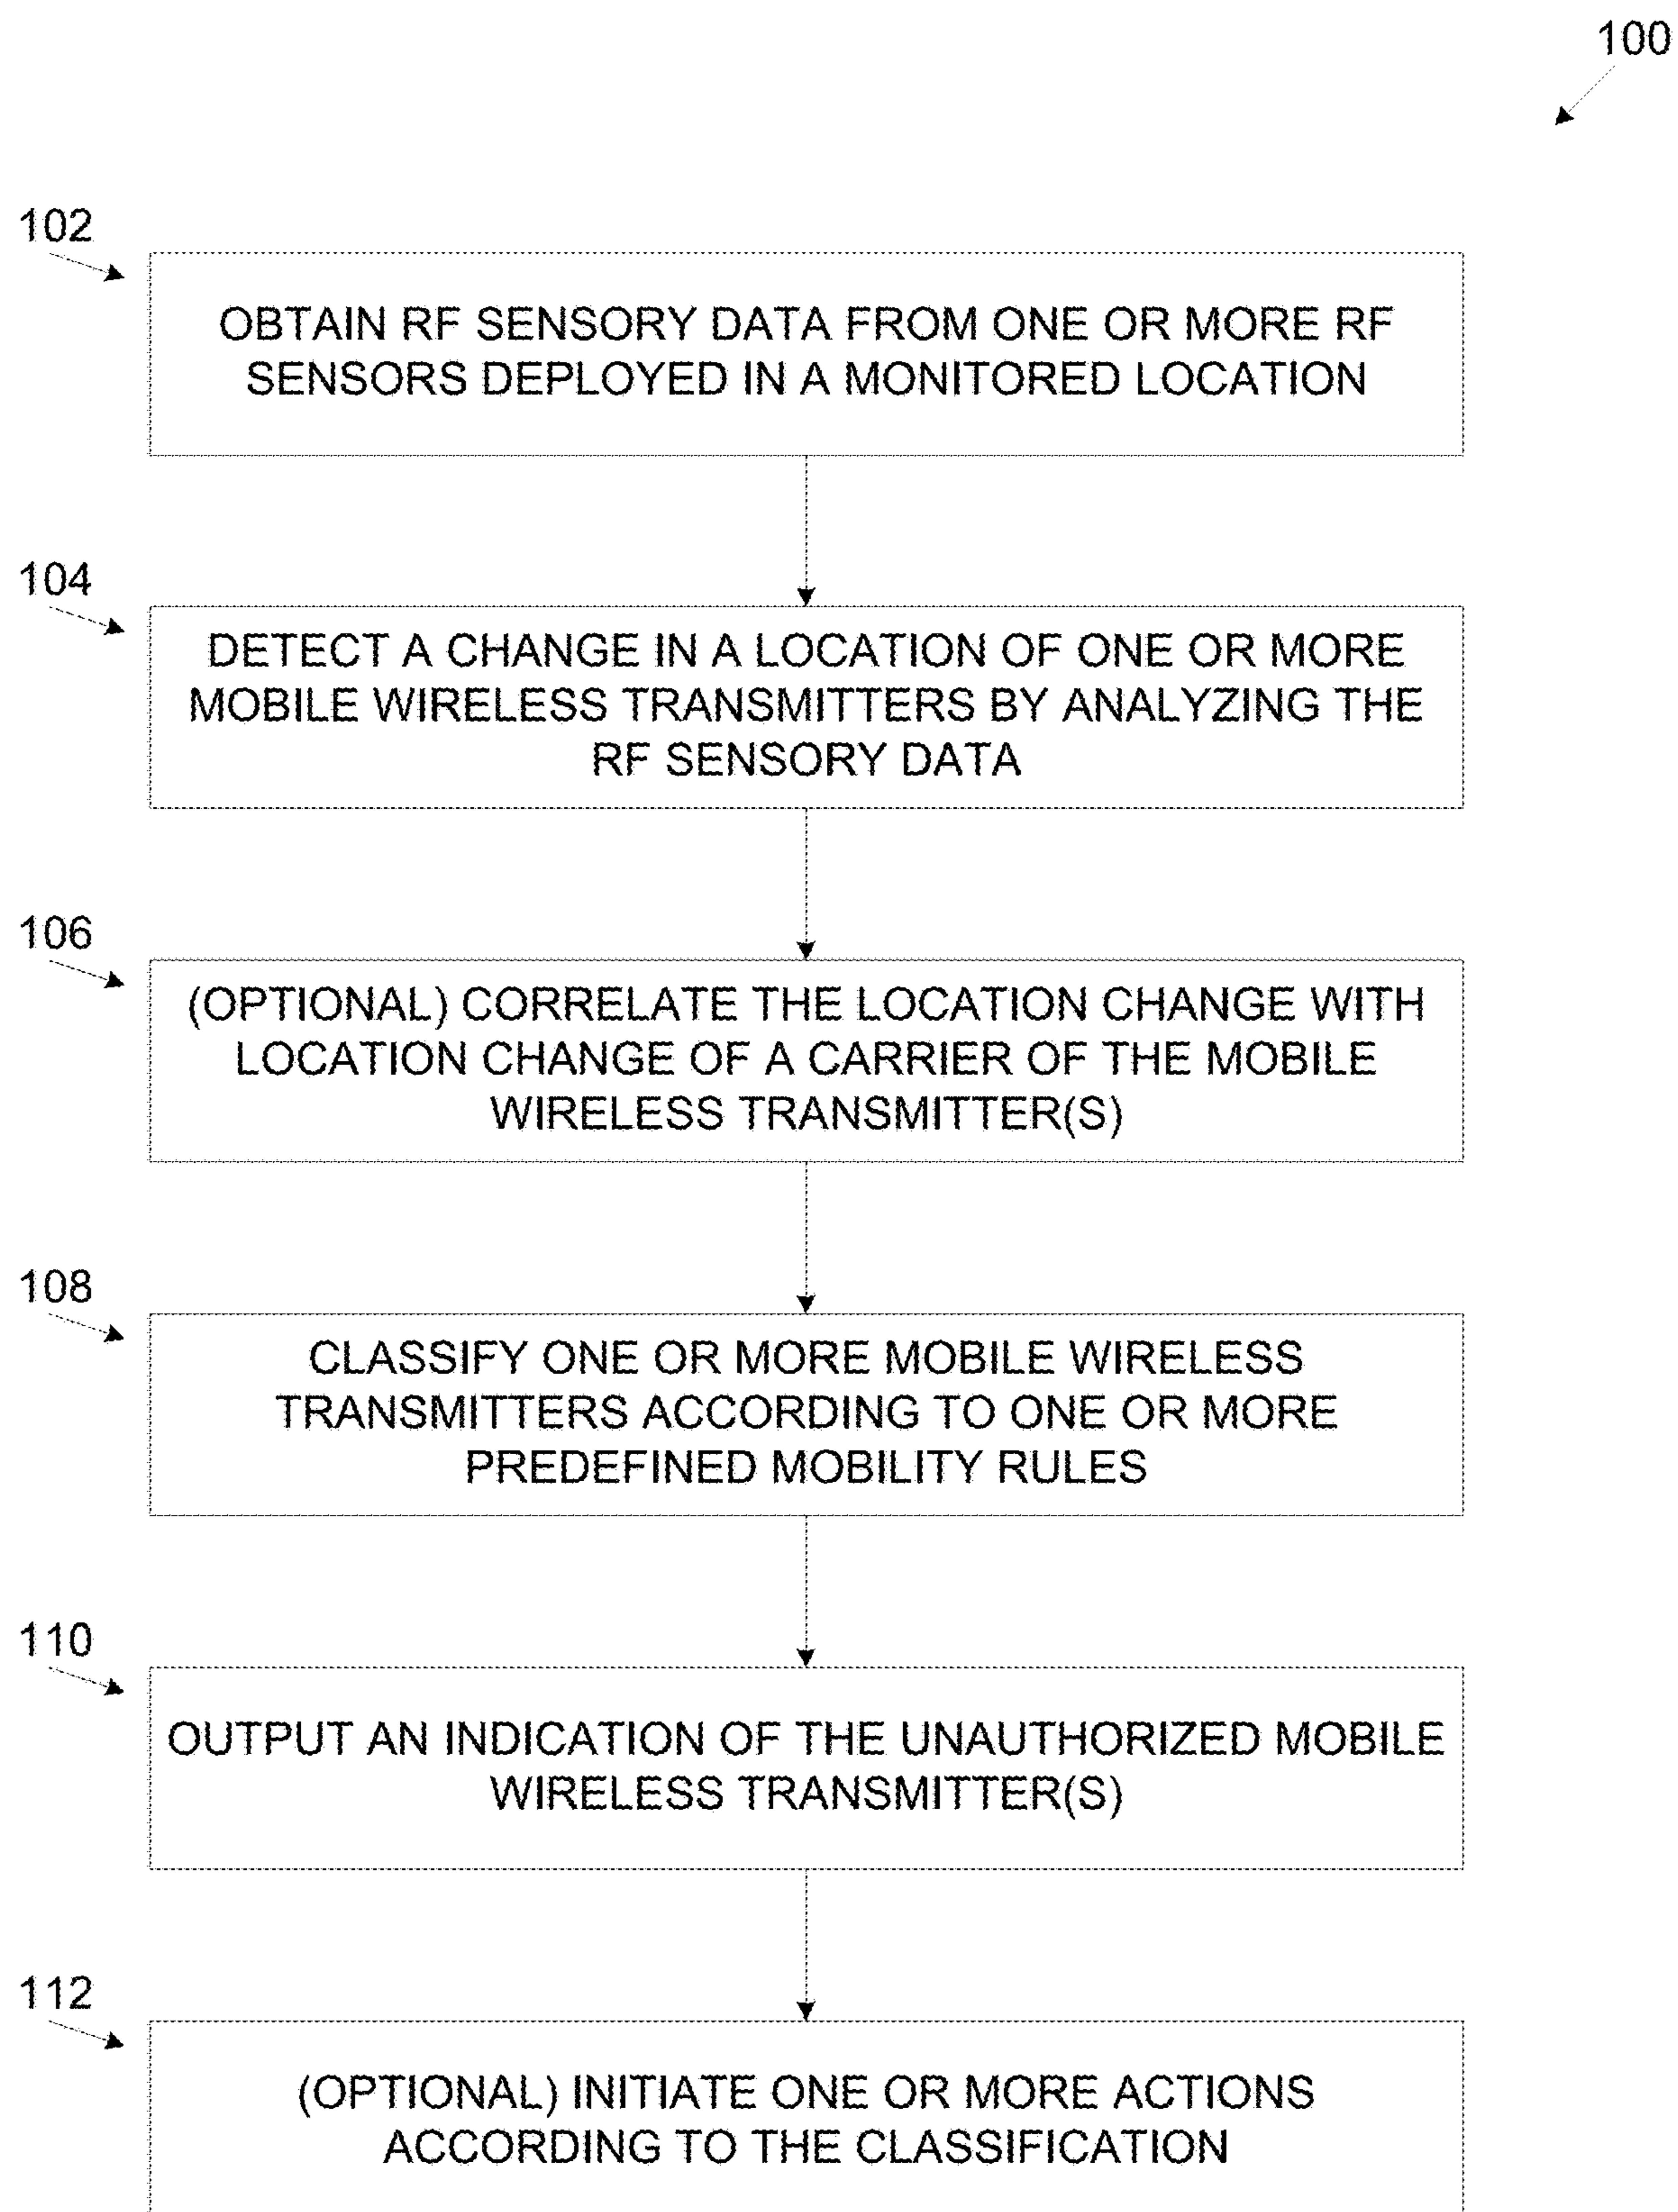 100
102
OBTAIN RF SENSORY DATA FROM ONE OR MORE RF
SENSORS DEPLOYED IN A MONITORED LOCATION
104
DETECT A CHANGE IN A LOCATION OF ONE OR MORE
MOBILE WIRELESS TRANSMITTERS BY ANALYZING THE
RF SENSORY DATA
106
(OPTIONAL) CORRELATE THE LOCATION CHANGE WITH
LOCATION CHANGE OF A CARRIER OF THE MOBILE
WIRELESS TRANSMITTER(S)
108
CLASSIFY ONE OR MORE MOBILE WIRELESS
TRANSMITTERS ACCORDING TO ONE OR MORE
PREDEFINED MOBILITY RULES
110
OUTPUT AN INDICATION OF THE UNAUTHORIZED MOBILE
WIRELESS TRANSMITTER(S)
112
(OPTIONAL) INITIATE ONE OR MORE ACTIONS
ACCORDING TO THE CLASSIFICATION